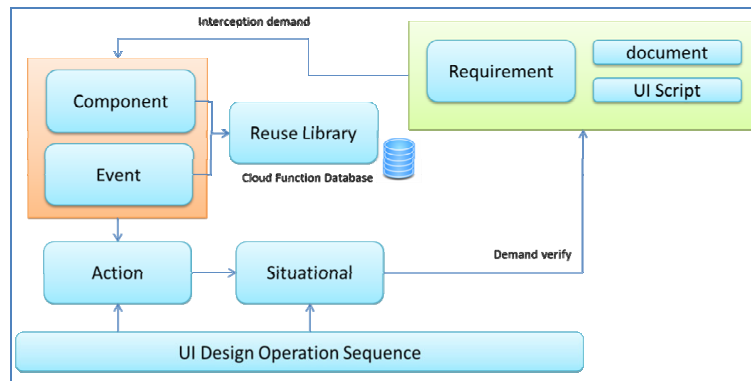 Interception demand
Requirement
document
UI Script
Component
Event
Reuse Library
Cloud Function Database
Action
Situational
Demand verify
UI Design Operation Sequence